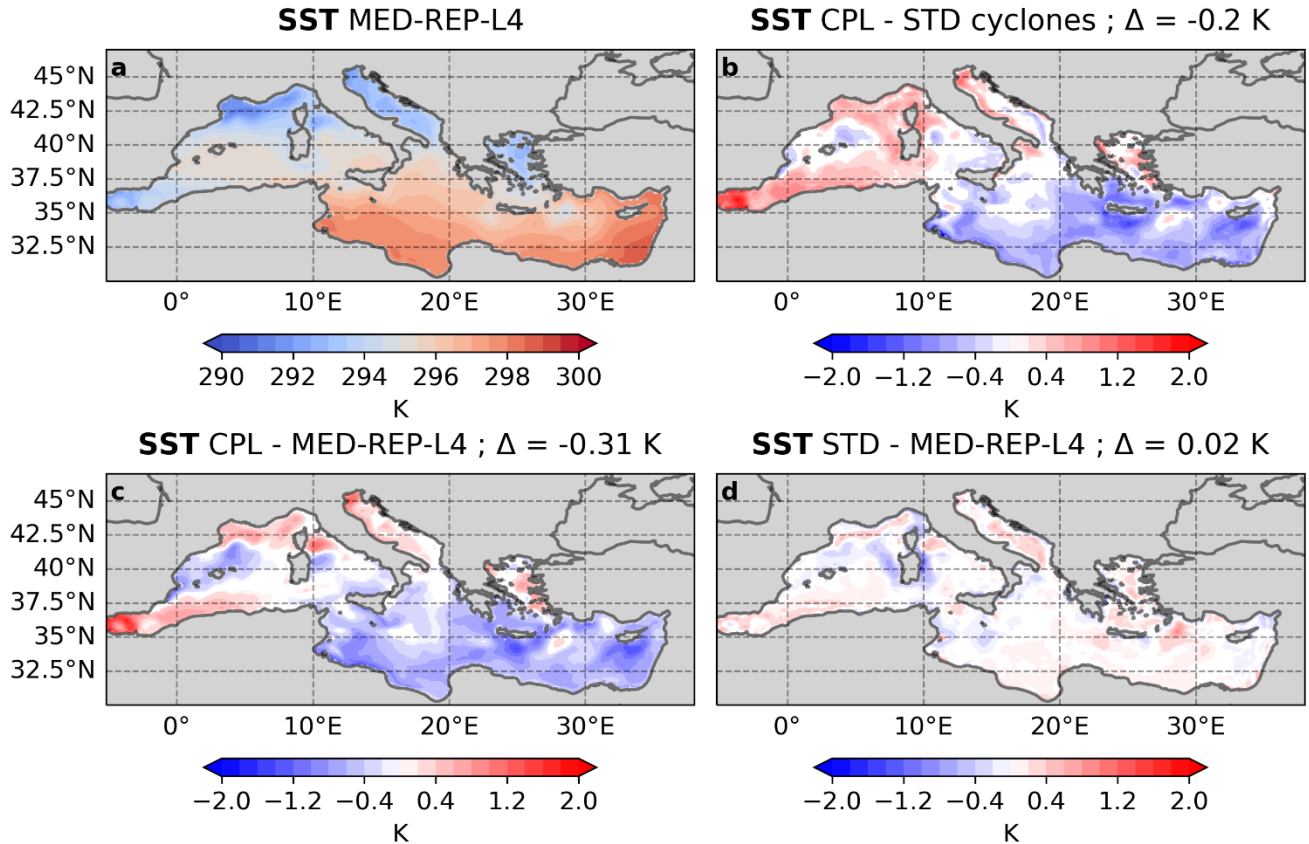 SST MED-REP-L4
SST CPL - STD cyclones ; Δ = -0.2 K
a
b
45°N
42.5°N
40°N
37.5°N
35°N
32.5°N
0° 10°E 20°E 30°E
0° 10°E 20°E 30°E
290 292 294 296 298 300
−2.0 −1.2 −0.4 0.4 1.2 2.0
K
K
SST CPL - MED-REP-L4 ; Δ = -0.31 K
SST STD - MED-REP-L4 ; Δ = 0.02 K
c
d
45°N
42.5°N
40°N
37.5°N
35°N
32.5°N
0° 10°E 20°E 30°E
0° 10°E 20°E 30°E
−2.0 −1.2 −0.4 0.4 1.2 2.0
−2.0 −1.2 −0.4 0.4 1.2 2.0
K
K